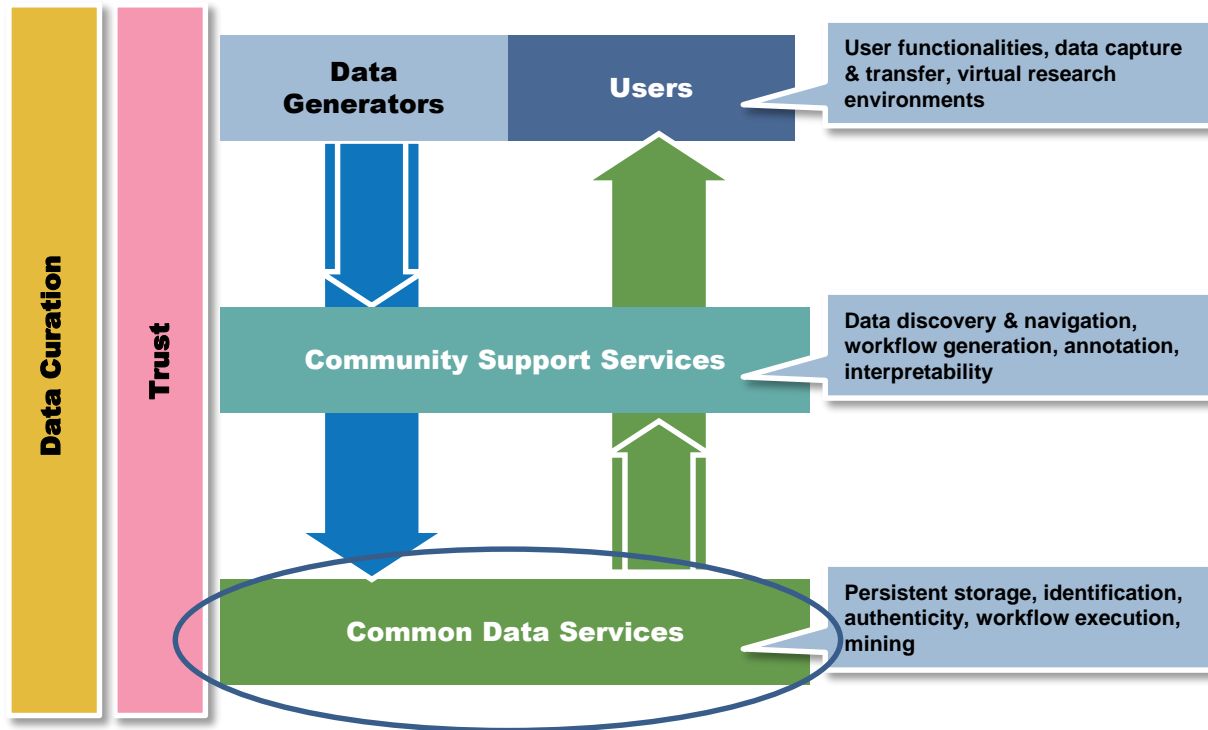 Data Curation
Trust
Data
Generators
Users
User functionalities, data capture
& transfer, virtual research
environments
Community Support Services
Data discovery & navigation,
workflow generation, annotation,
interpretability
Common Data Services
Persistent storage, identification,
authenticity, workflow execution,
mining